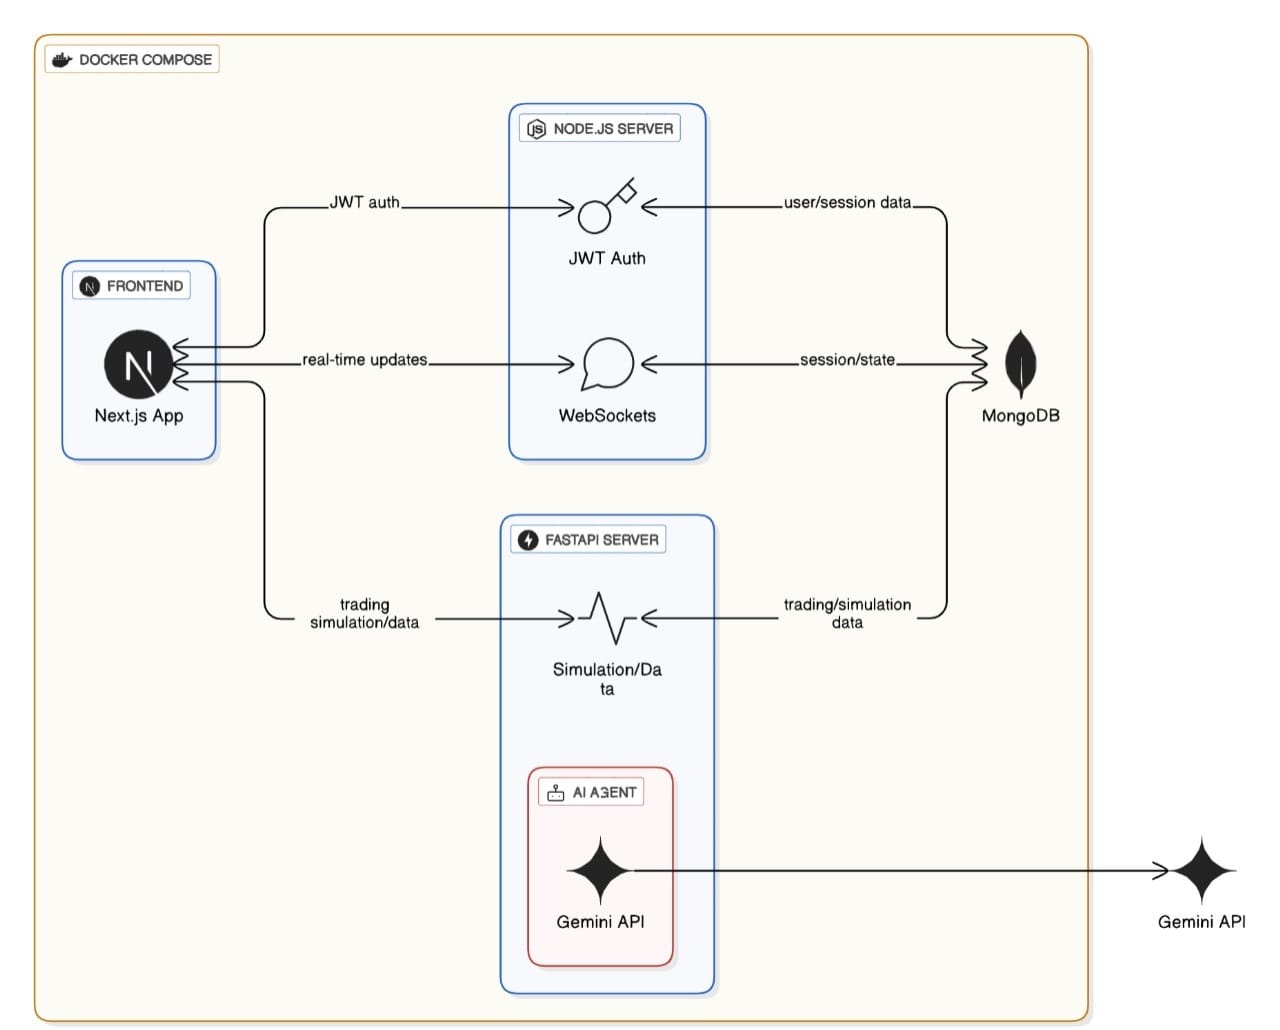 DOCKER COMPOSE
NODE.JS SERVER
JWT auth
user/session data
JWT Auth
FRONTEND
real-time updates
session/state
Next.js App
WebSockets
MongoDB
FASTAPI SERVER
trading
simulation/data
trading/simulation
data
Simulation/Da
ta
AI AGENT
Gemini API
Gemini API